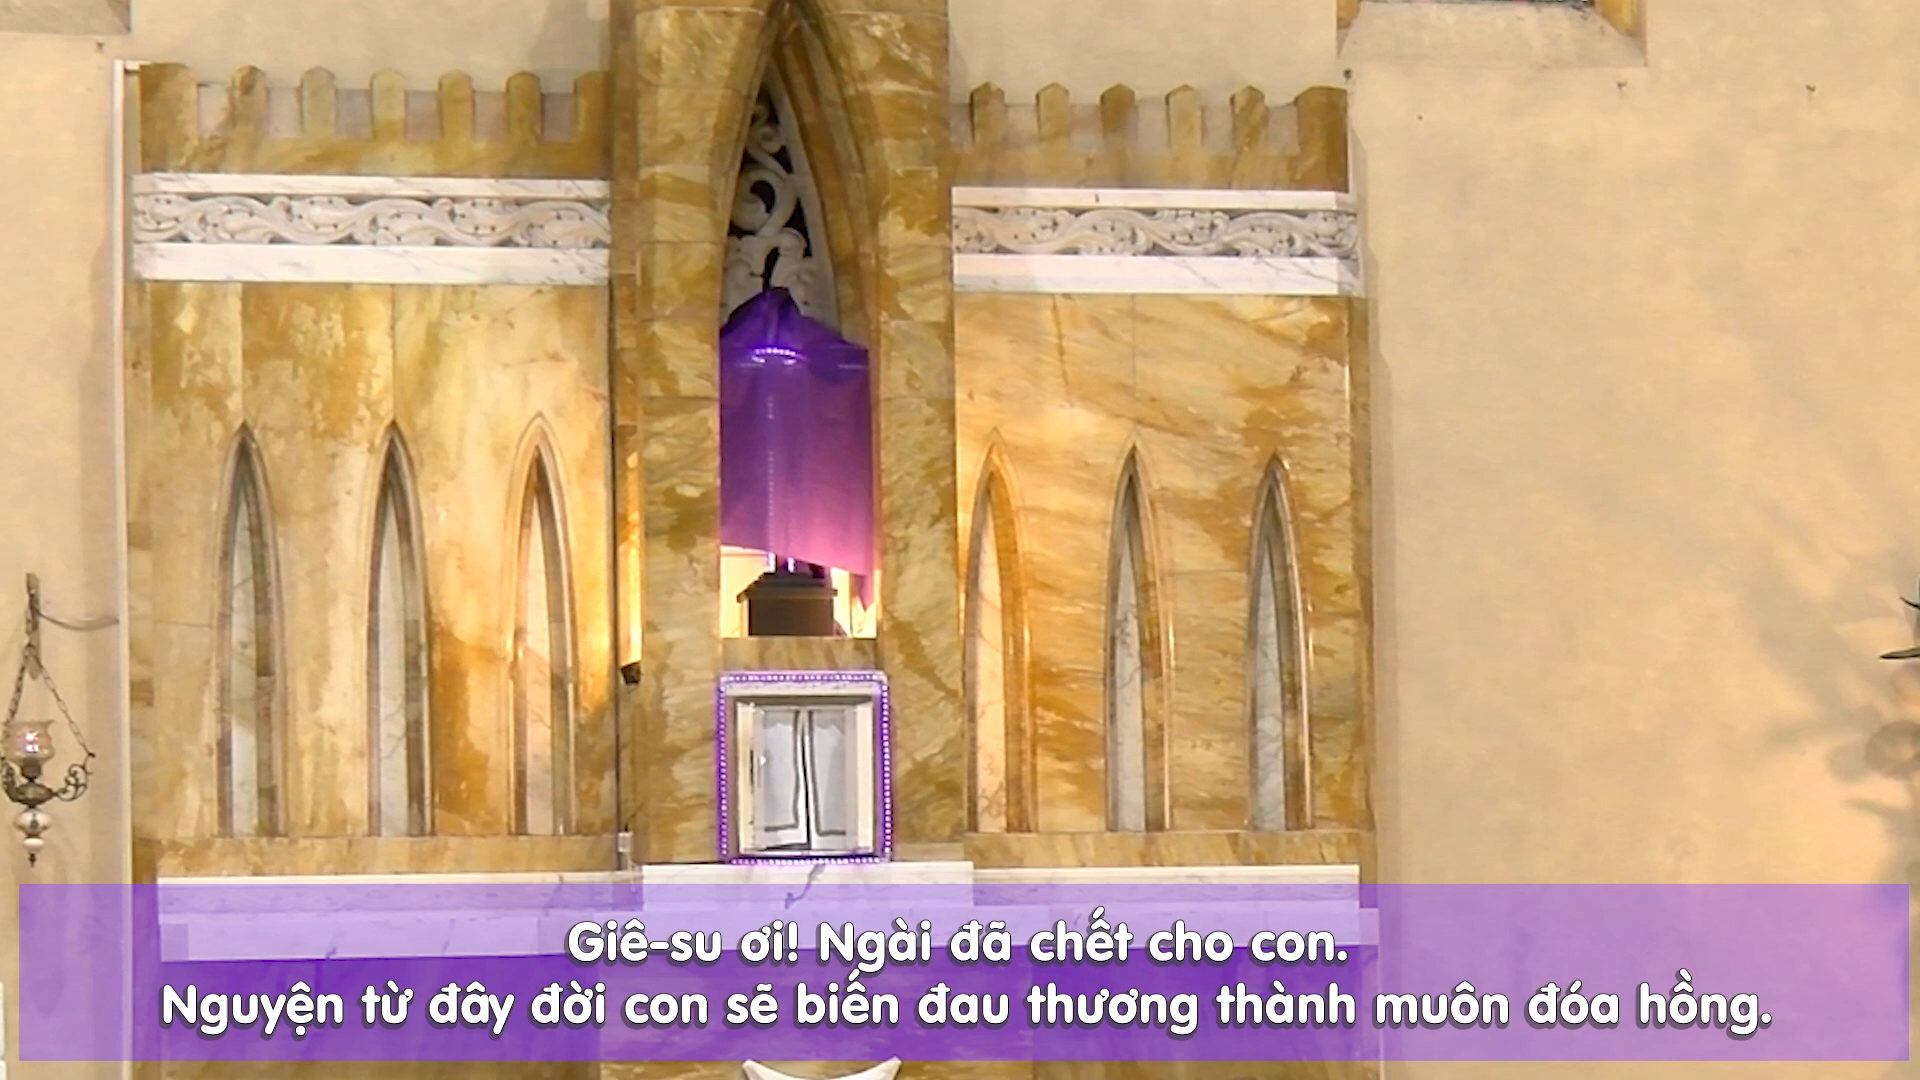 Giê-su ơi! Ngài đã chết cho con.
Nguyện từ đây đời con sẽ biến đau thương thành muôn đóa hồng.